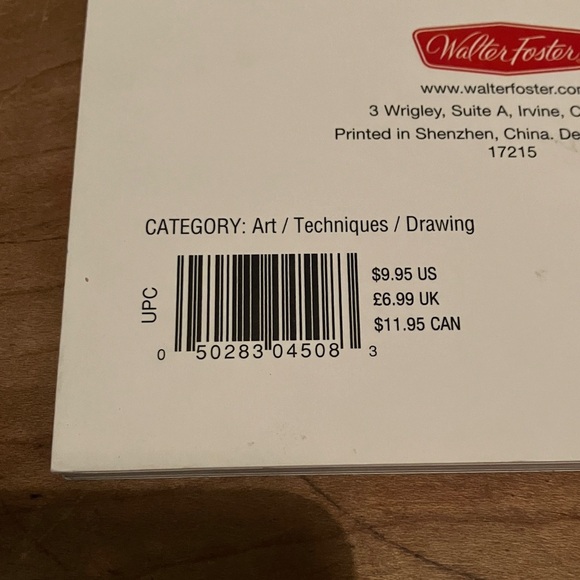 Walter Foster
www.walterfoster.co
3 Wrigley, Suite A, Irvine,
Printed in Shenzhen, China.
17215
CATEGORY: Art / Techniques / Drawing
UPC
$9.95 US
£6.99 UK
$11.95 CAN
0 50283 04508 3